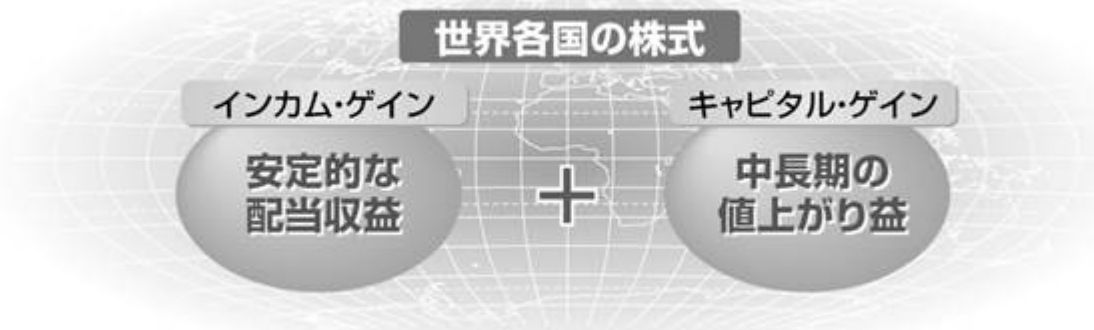 世界各国の株式
インカム・ゲイン
安定的な
配当収益
+
キャピタル・ゲイン
中長期の
値上がり益